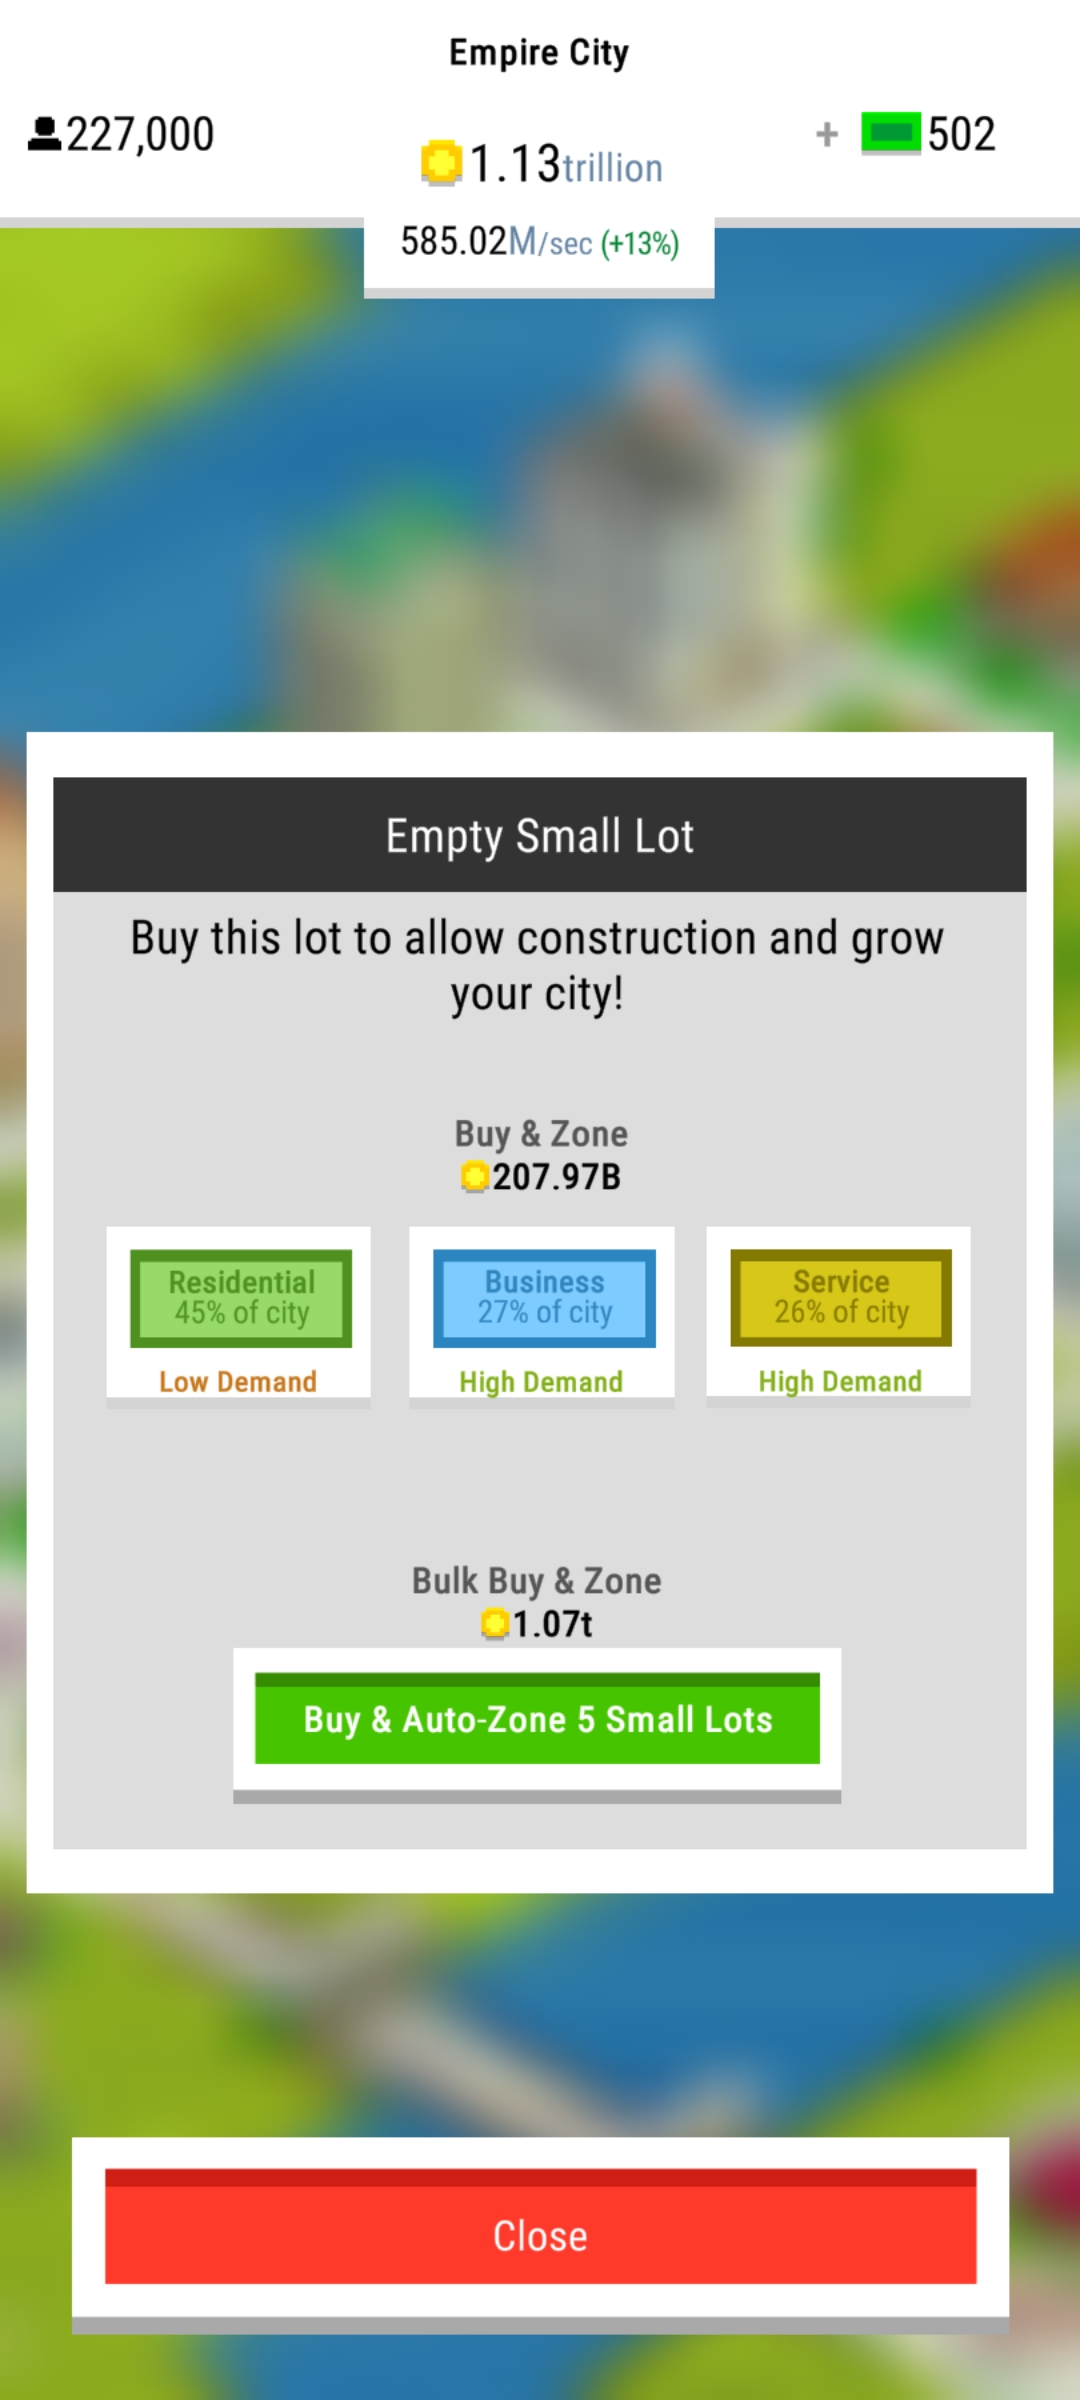 Empire City
227,000
1.13trillion
+ 502
585.02M/sec (+13%)
Empty Small Lot
Buy this lot to allow construction and grow
your city!
Buy & Zone
207.97B
Residential
45% of city
Low Demand
Business
27% of city
High Demand
Service
26% of city
High Demand
Bulk Buy & Zone
1.07t
Buy & Auto-Zone 5 Small Lots
Close